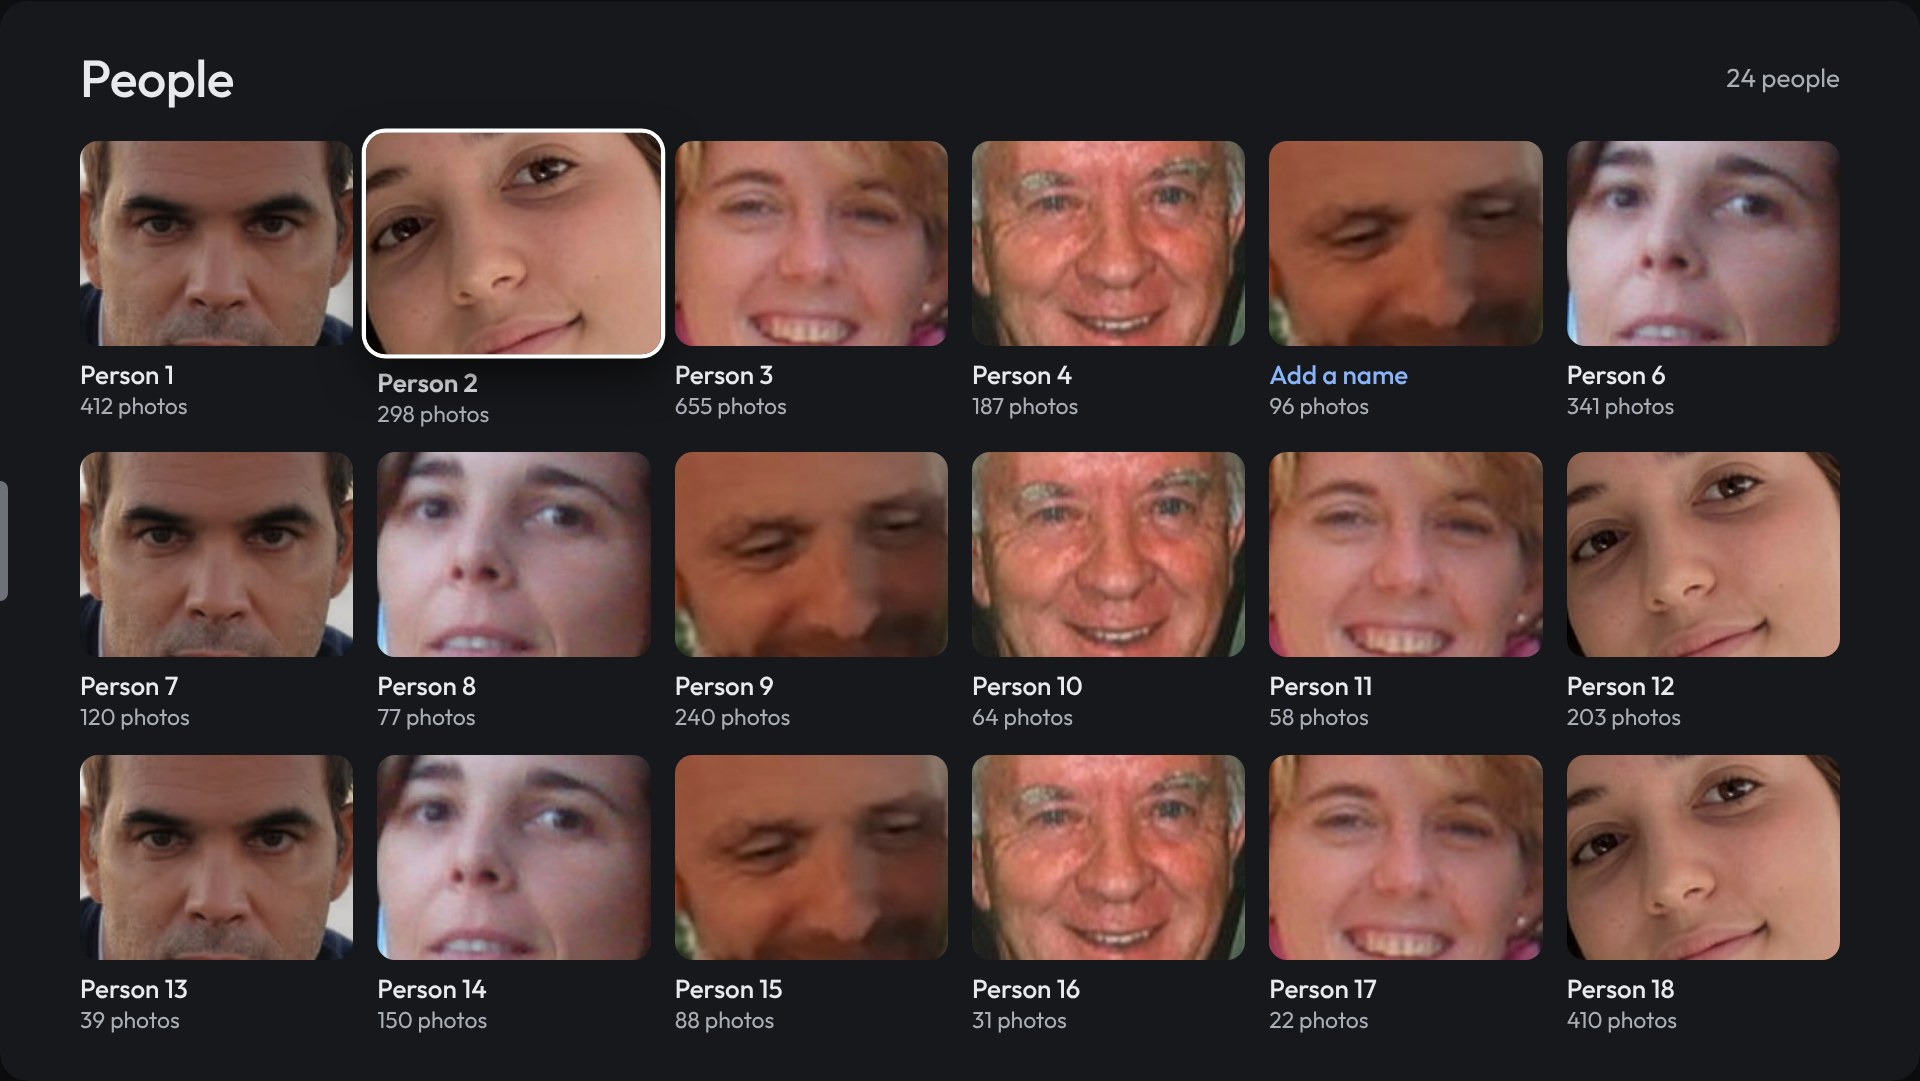 People
24 people
Person 1
412 photos
Person 2
298 photos
Person 3
655 photos
Person 4
187 photos
Add a name
96 photos
Person 6
341 photos
Person 7
120 photos
Person 8
77 photos
Person 9
240 photos
Person 10
64 photos
Person 11
58 photos
Person 12
203 photos
Person 13
39 photos
Person 14
150 photos
Person 15
88 photos
Person 16
31 photos
Person 17
22 photos
Person 18
410 photos